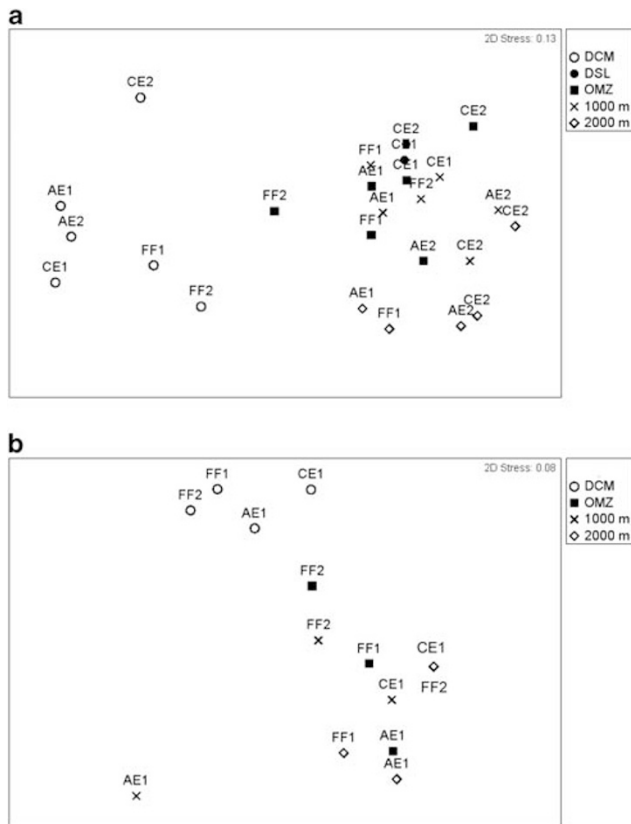 a
2D Stress: 0.13
DCM
DSL
OMZ
1000 m
2000 m
CE2
CE2
CE2
FF1
CE1
CE1
AE1
CE1
AE1
FF2
FF2
AE2
AE2
AE1
CE2
FF1
FF1
CE1
AE2
CE2
FF2
AE1
CE2
FF1
AE2
b
2D Stress: 0.08
DCM
OMZ
1000 m
2000 m
FF1
CE1
FF2
AE1
FF2
FF2
FF1
CE1
CE1
FF2
FF1
AE1
AE1
AE1